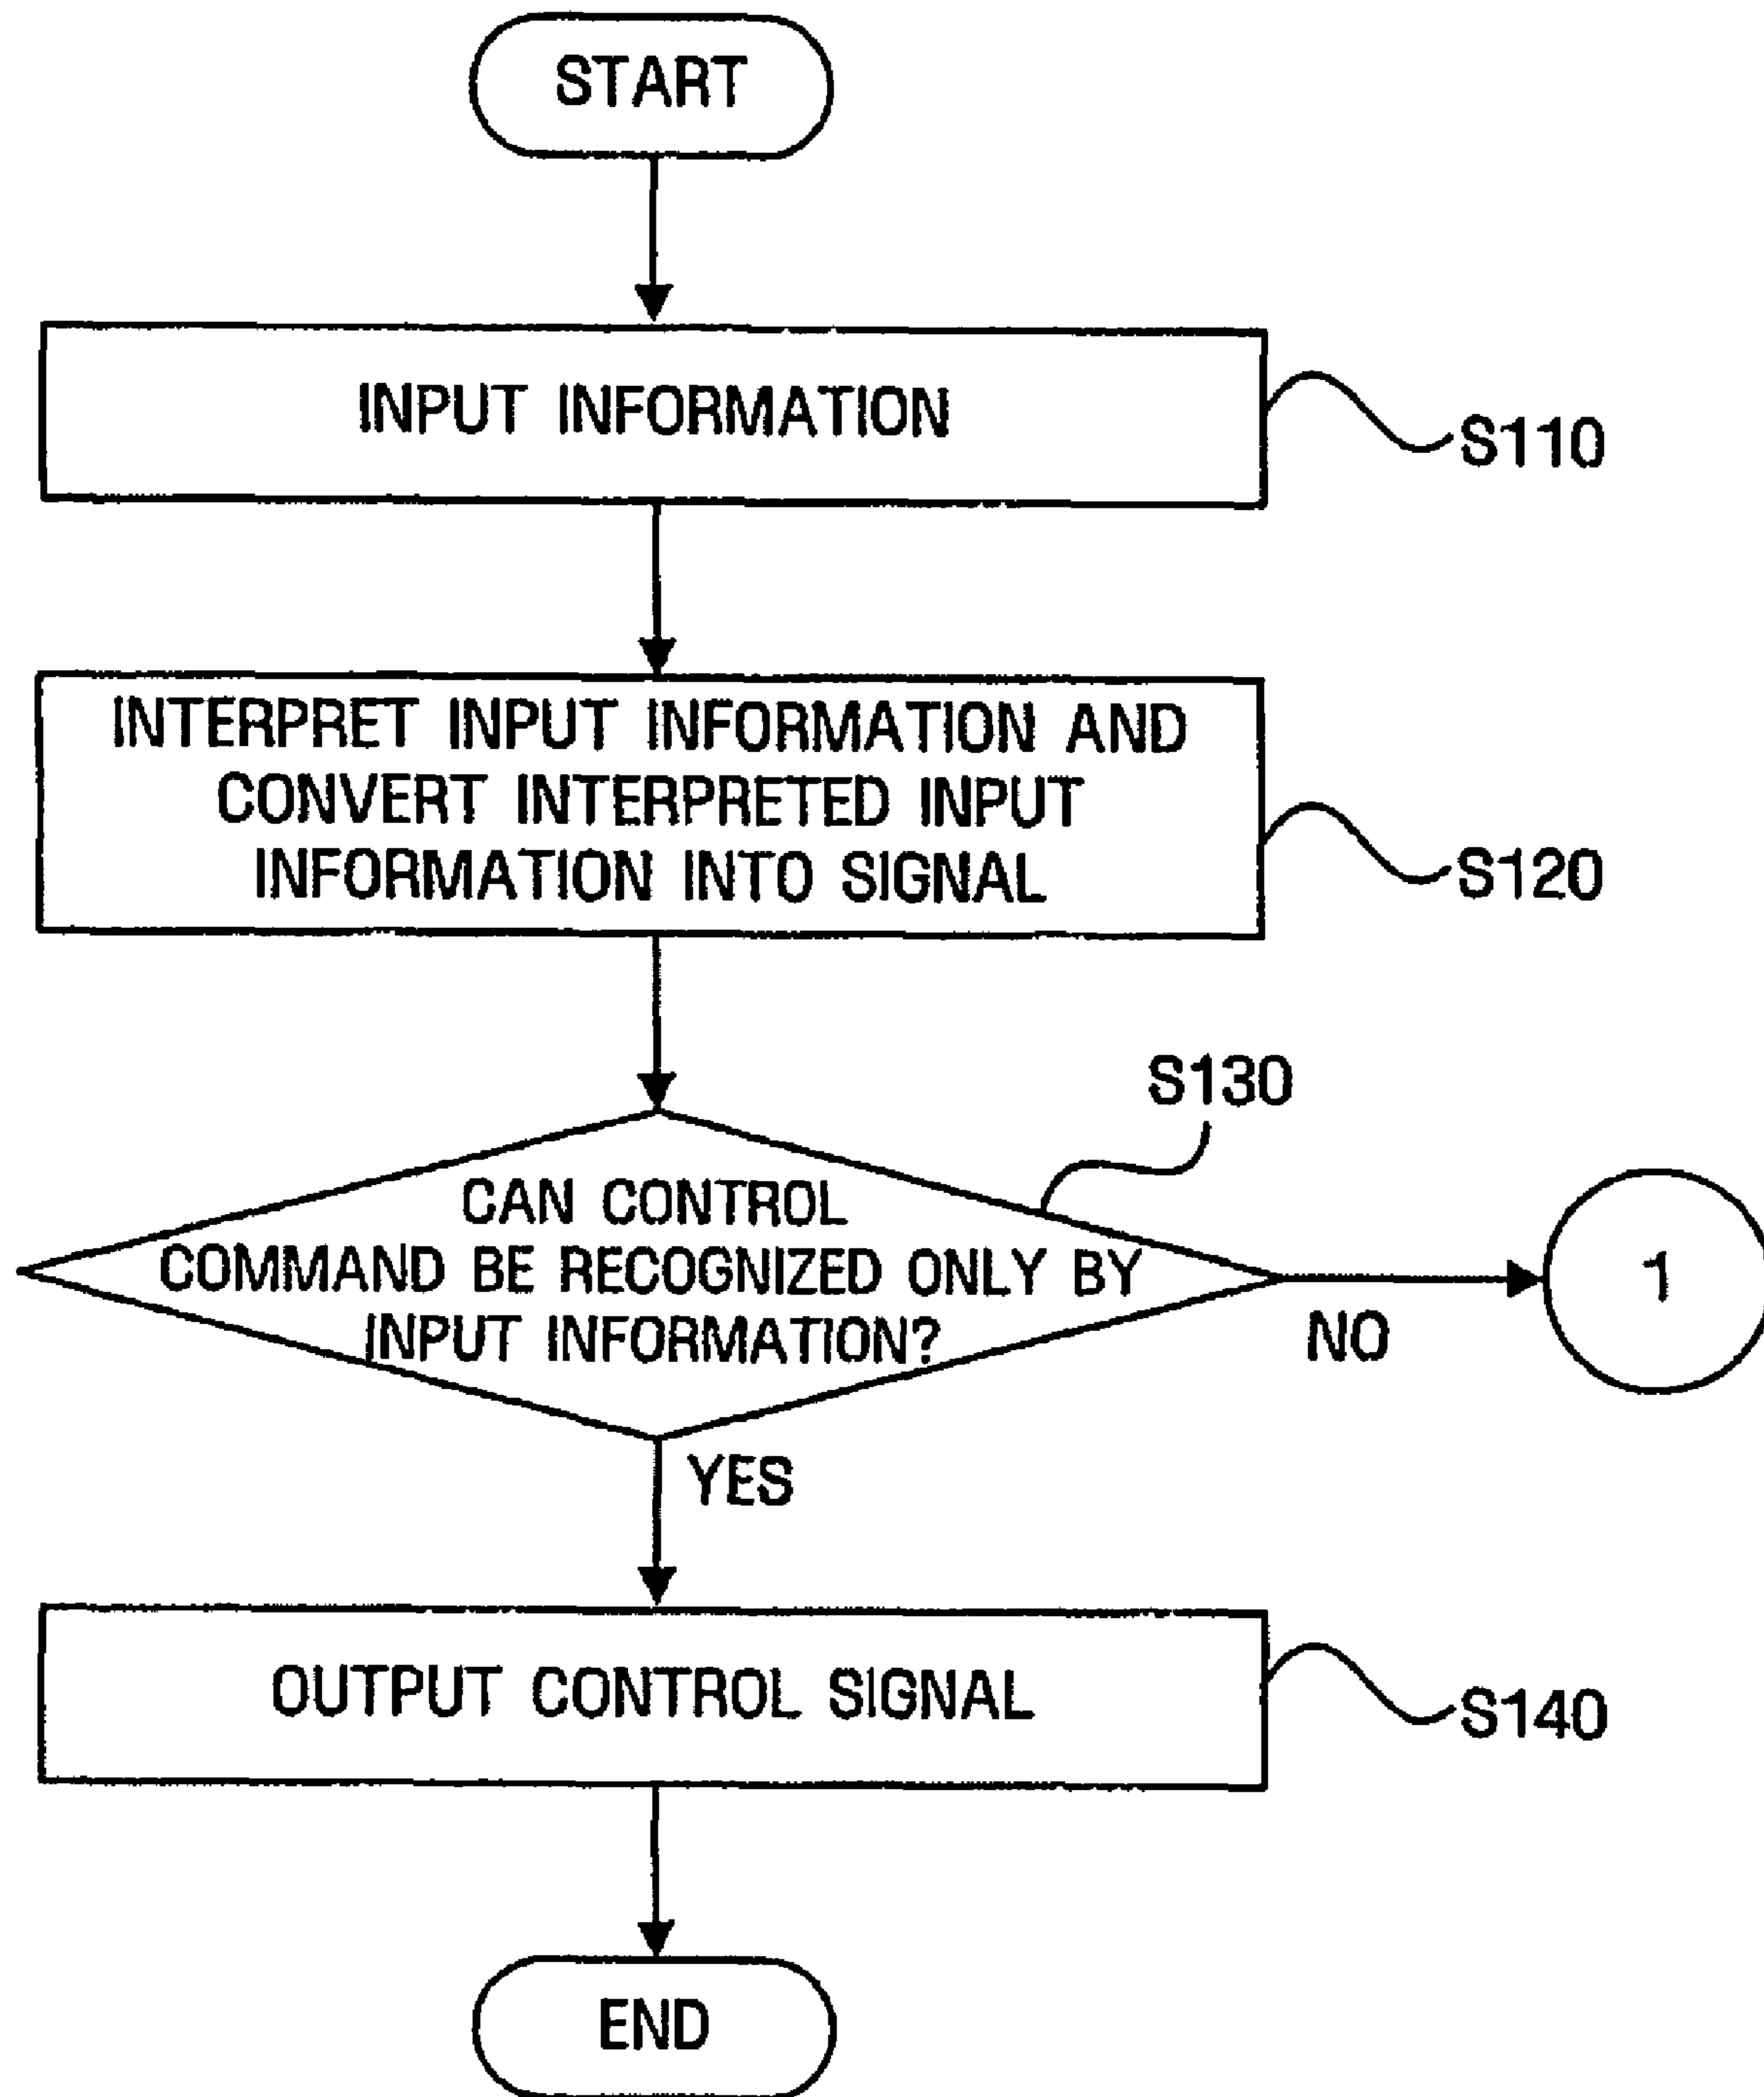 START
INPUT INFORMATION
S110
INTERPRET INPUT INFORMATION AND
CONVERT INTERPRETED INPUT
INFORMATION INTO SIGNAL
S120
S130
CAN CONTROL
COMMAND BE RECOGNIZED ONLY BY
INPUT INFORMATION?
NO
1
YES
OUTPUT CONTROL SIGNAL
S140
END